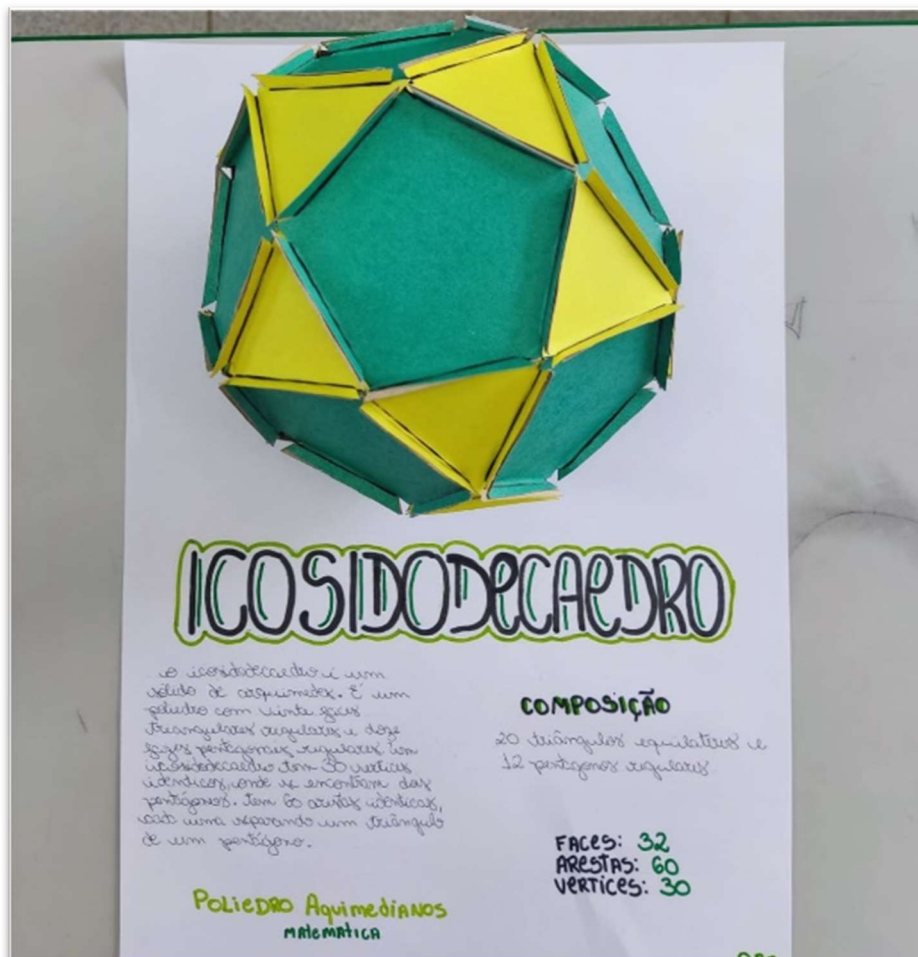 ICOSIDODeCAeDRO
o icosidodecaedro é um
sólido de arquimedes. É um
poliedro com vinte faces
triangulares regulares e doze
faces pentagonais regulares. Um
icosidodecaedro tem 30 vértices
idênticos, onde se encontram dois
pentágonos. tem 60 arestas idênticas,
cada uma separando um triângulo
de um pentágono.
COMPOSIÇÃO
20 triângulos equiláteros e
12 pentágonos regulares
FACeS: 32
AReSTAS: 60
VeRTICeS: 30
POLIeDRO AquimediANOS
MATeMÁTICA